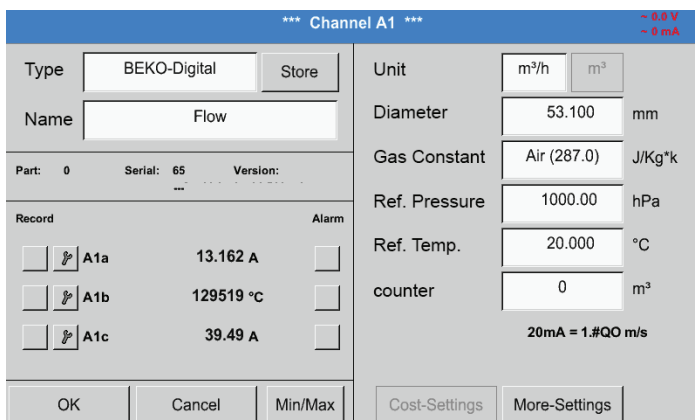 *** Channel A1 ***
~ 0.0 V
~ 0 mA
Type BEKO-Digital Store
Name Flow
Part: 0 Serial: 65 Version:
---
Record Alarm
A1a 13.162 A
A1b 129519 °C
A1c 39.49 A
OK Cancel Min/Max
Unit m³/h m³
Diameter 53.100 mm
Gas Constant Air (287.0) J/Kg*k
Ref. Pressure 1000.00 hPa
Ref. Temp. 20.000 °C
counter 0 m³
20mA = 1.#QO m/s
Cost-Settings More-Settings